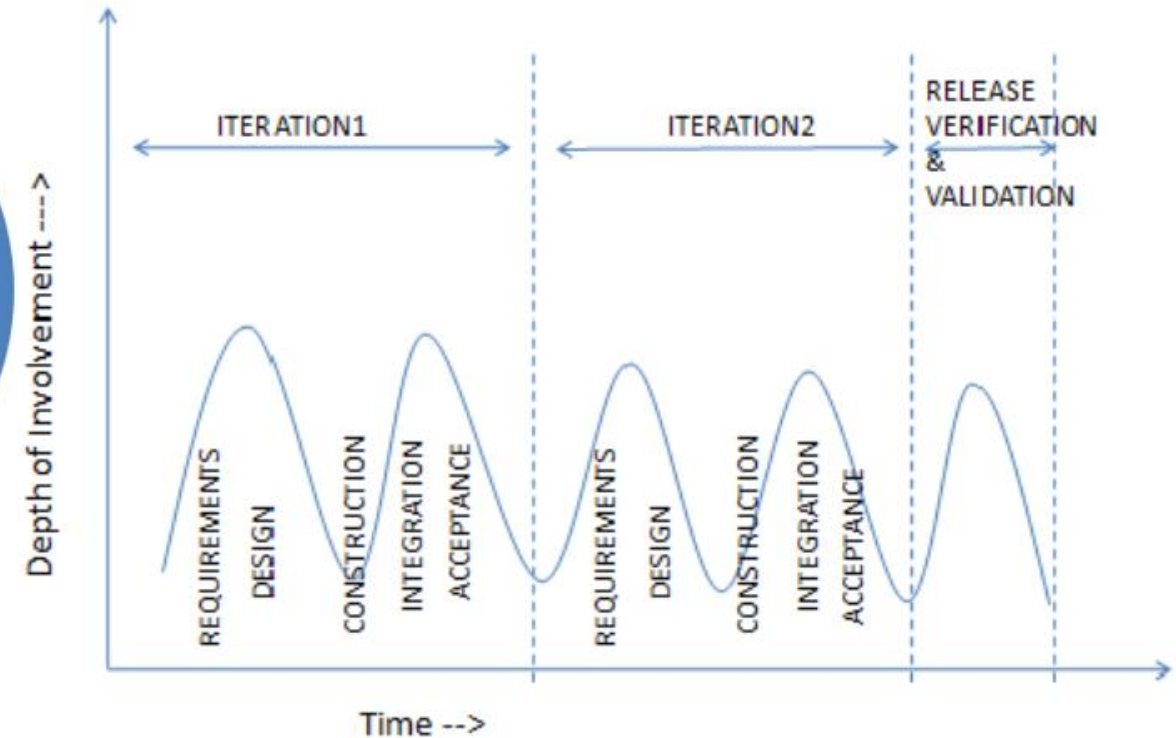 ITERATION1
ITERATION2
RELEASE
VERIFICATION
&
VALIDATION
Depth of Involvement ---->
REQUIREMENTS
DESIGN
CONSTRUCTION
INTEGRATION
ACCEPTANCE
REQUIREMENTS
DESIGN
CONSTRUCTION
INTEGRATION
ACCEPTANCE
Time -->